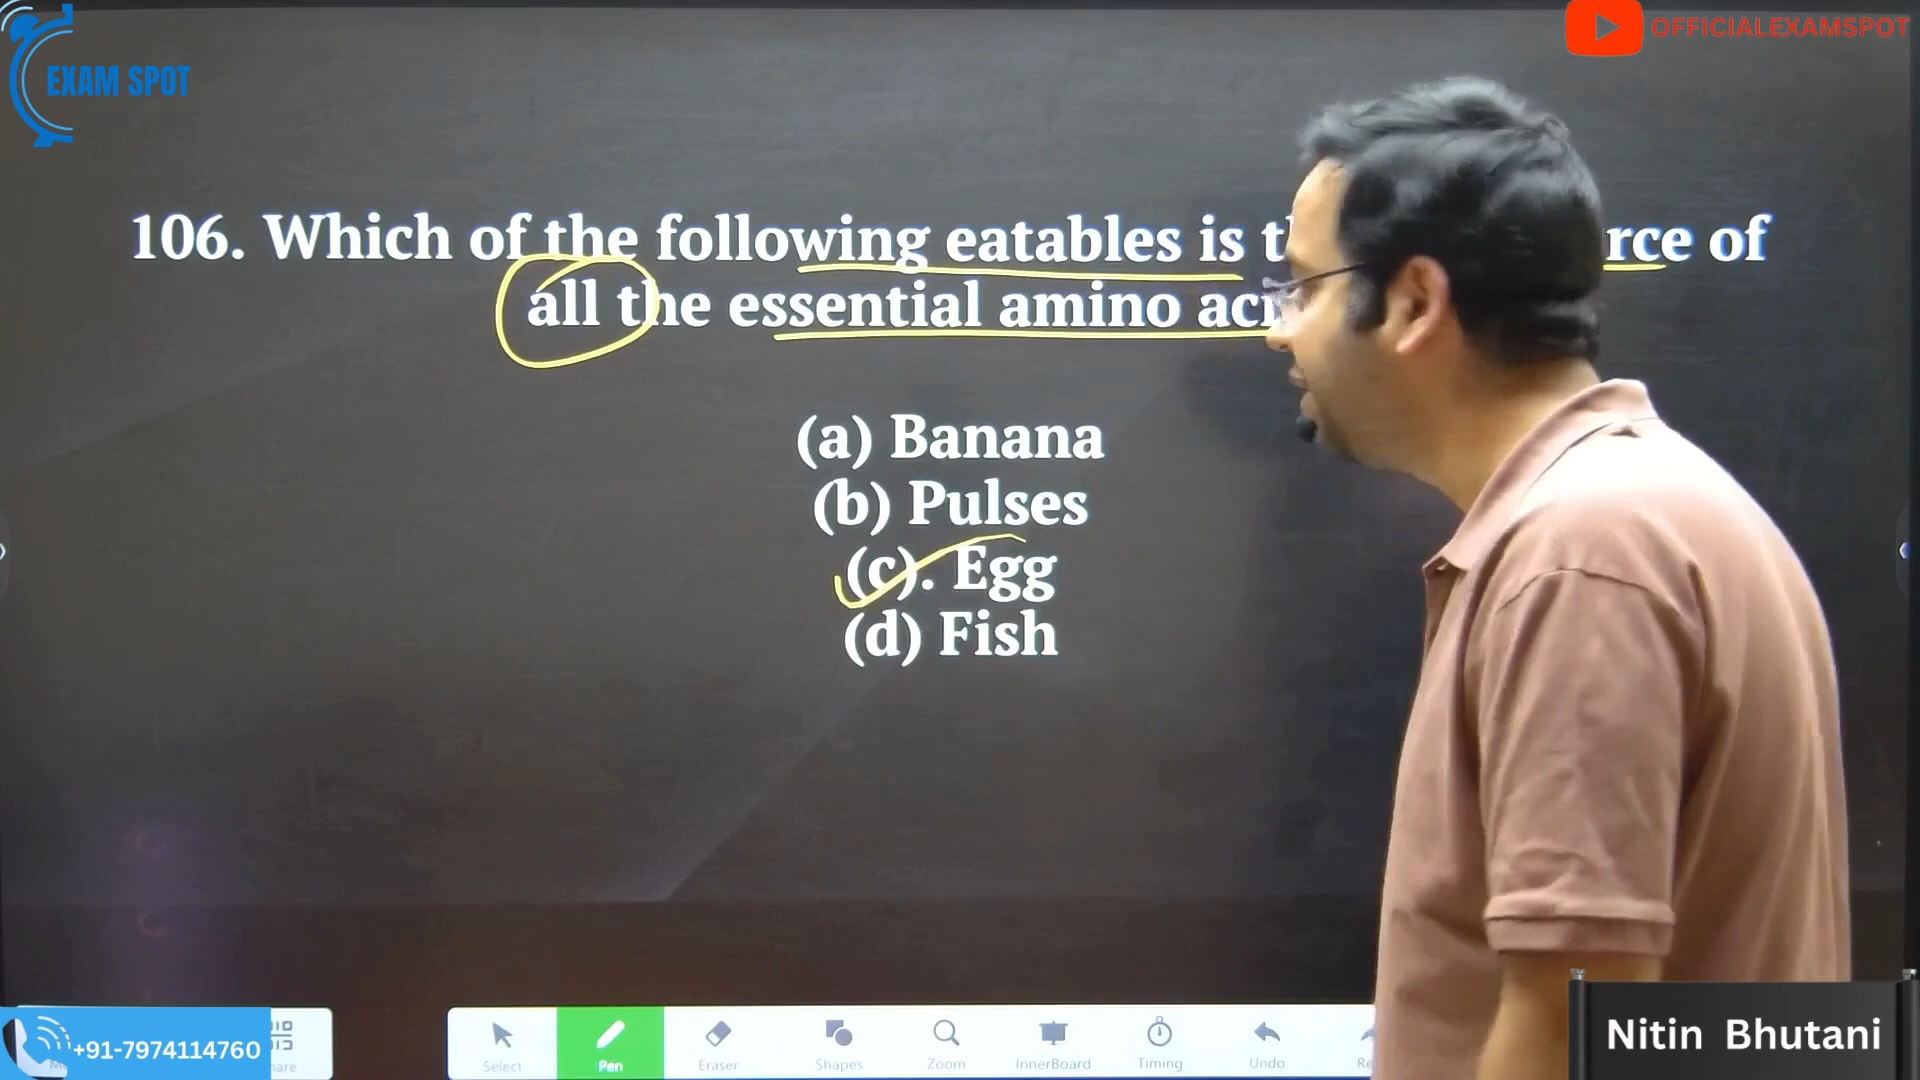 OFFICIALEXAMSPOT
EXAM SPOT
106. Which of the following eatables is rce of
all the essential amino
(a) Banana
(b) Pulses
(c). Egg
(d) Fish
+91-7974114760
Select
Pen
Eraser
Shapes
Zoom
InnerBoard
Timing
Undo
Nitin Bhutani